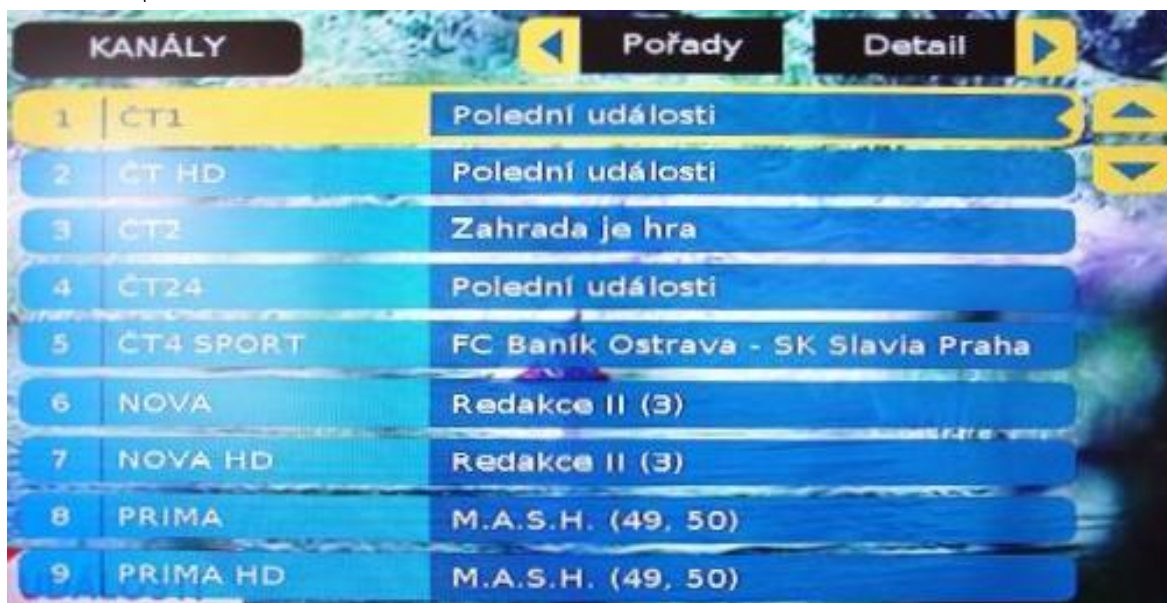 KANÁLY Pořady Detail
1 ČT1 Polední události
2 ČT HD Polední události
3 ČT2 Zahrada je hra
4 ČT24 Polední události
5 ČT4 SPORT FC Baník Ostrava - SK Slavia Praha
6 NOVA Redakce II (3)
7 NOVA HD Redakce II (3)
8 PRIMA M.A.S.H. (49, 50)
9 PRIMA HD M.A.S.H. (49, 50)